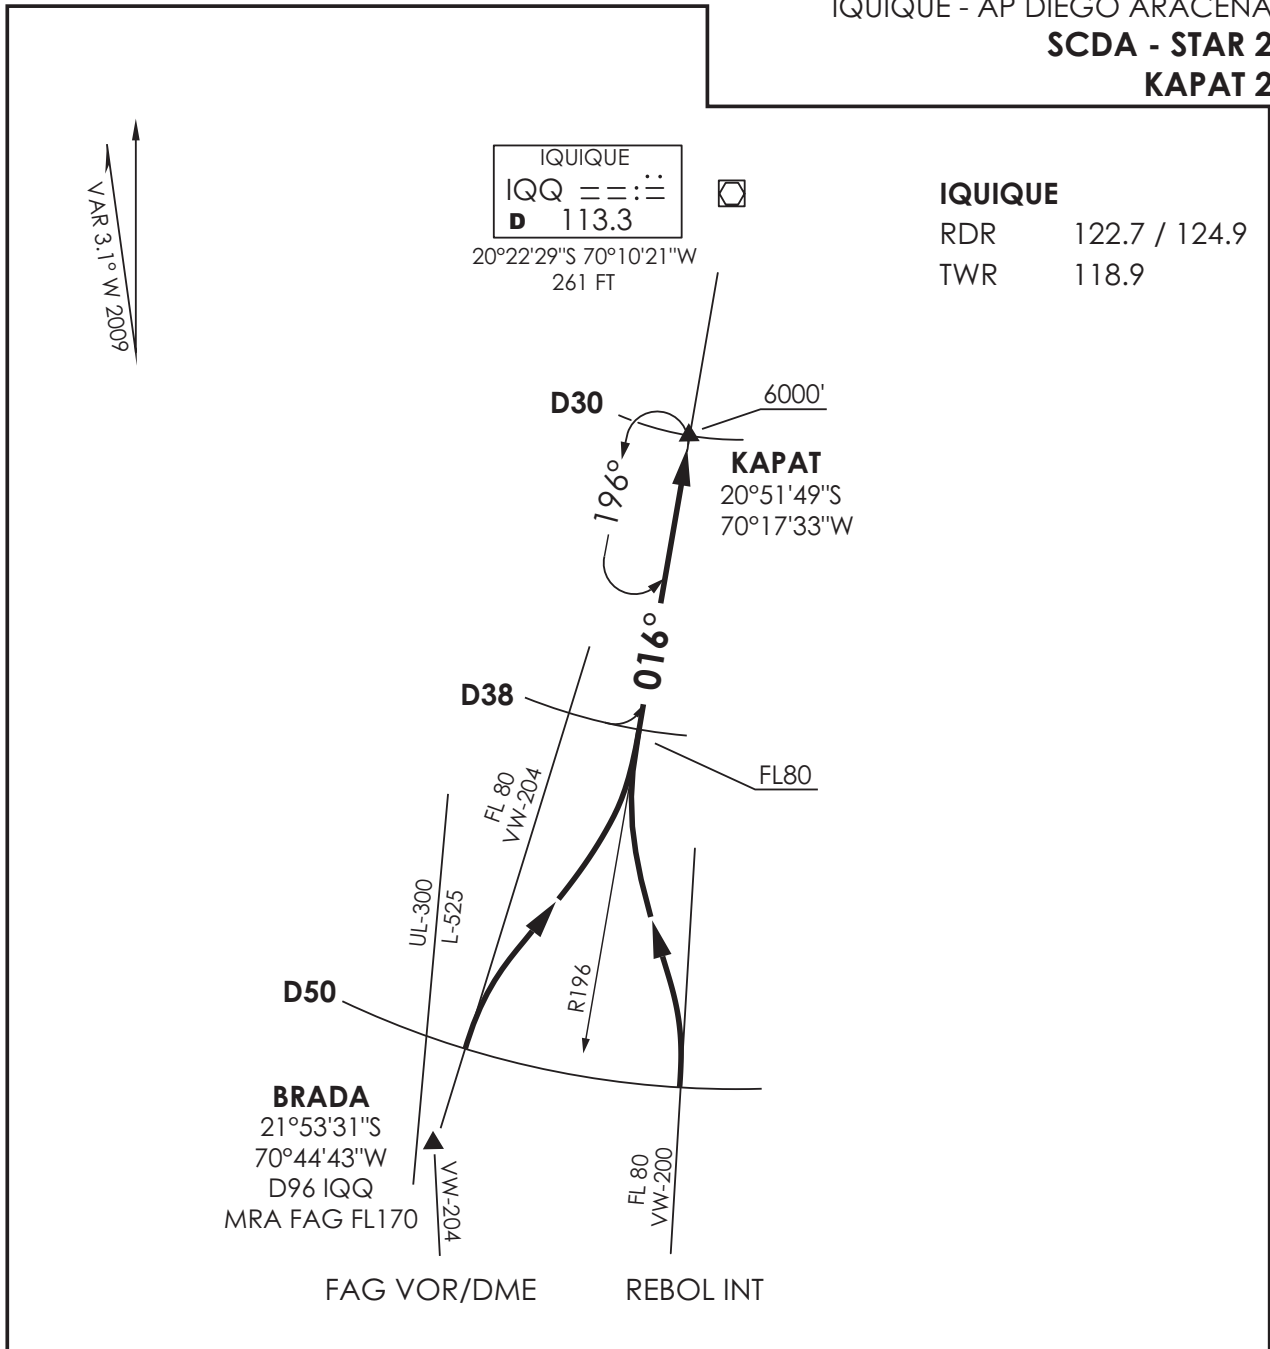 IQUIQUE - AP DIEGO ARACENA
SCDA - STAR 2
KAPAT 2
VAR 3.1° W 2009
IQUIQUE
IQQ
D 113.3
20°22'29"S 70°10'21"W
261 FT
IQUIQUE
RDR 122.7 / 124.9
TWR 118.9
D30
6000'
KAPAT
20°51'49"S
70°17'33"W
196°
016°
D38
FL80
FL 80
VW-204
UL-300
L-525
R196
D50
BRADA
21°53'31"S
70°44'43"W
D96 IQQ
MRA FAG FL170
VW-204
FL 80
VW-200
FAG VOR/DME
REBOL INT